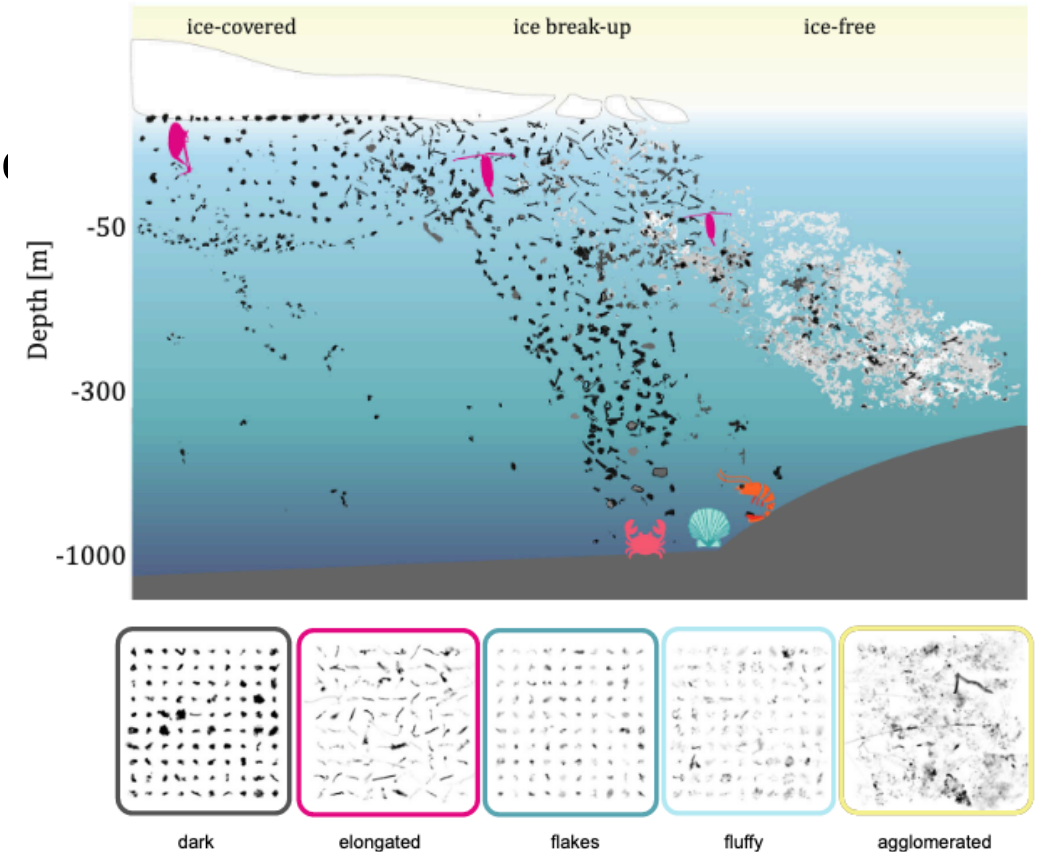 ice-covered ice break-up ice-free
Depth [m]
-50
-300
-1000
dark elongated flakes fluffy agglomerated